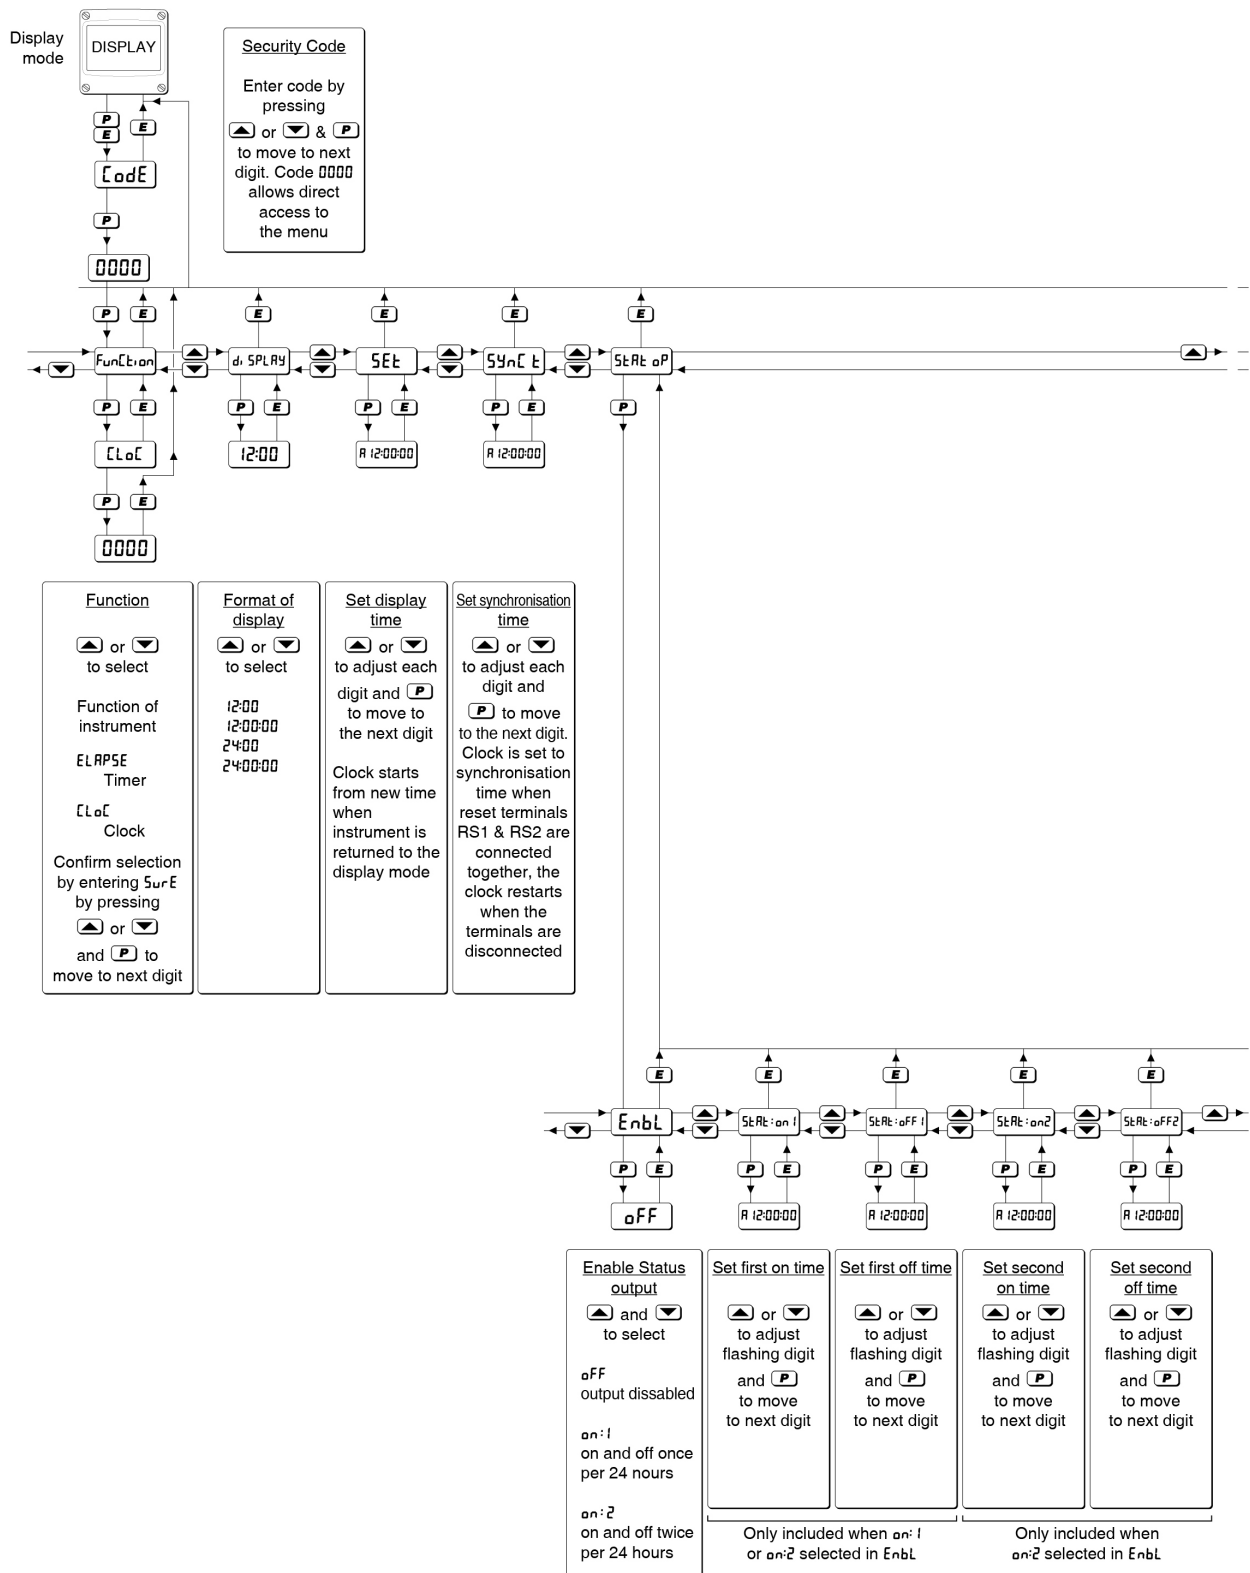 Display
mode
DISPLAY
P
E
E
CodE
P
0000
Security Code
Enter code by
pressing
or & P
to move to next
digit. Code 0000
allows direct
access to
the menu
P E E E E E
FunCtion diSPLAY SEt SYnC t StAt oP
P E P E P E P E P
CLoC 12:00 A 12:00:00 A 12:00:00
P E
0000
Function
or
to select
Function of
instrument
ELAPSE
Timer
CLoC
Clock
Confirm selection
by entering SurE
by pressing
or
and P to
move to next digit
Format of
display
or
to select
12:00
12:00:00
24:00
24:00:00
Set display
time
or
to adjust each
digit and P
to move to
the next digit
Clock starts
from new time
when
instrument is
returned to the
display mode
Set synchronisation
time
or
to adjust each
digit and
P to move
to the next digit.
Clock is set to
synchronisation
time when
reset terminals
RS1 & RS2 are
connected
together, the
clock restarts
when the
terminals are
disconnected
E E E E E
EnbL StAt:on1 StAt:oFF1 StAt:on2 StAt:oFF2
P E P E P E P E P E
oFF A 12:00:00 A 12:00:00 A 12:00:00 A 12:00:00
Enable Status
output
and
to select
oFF
output dissabled
on:1
on and off once
per 24 nours
on:2
on and off twice
per 24 hours
Set first on time
or
to adjust
flashing digit
and P
to move
to next digit
Set first off time
or
to adjust
flashing digit
and P
to move
to next digit
Set second
on time
or
to adjust
flashing digit
and P
to move
to next digit
Set second
off time
or
to adjust
flashing digit
and P
to move
to next digit
Only included when on:1
or on:2 selected in EnbL
Only included when
on:2 selected in EnbL